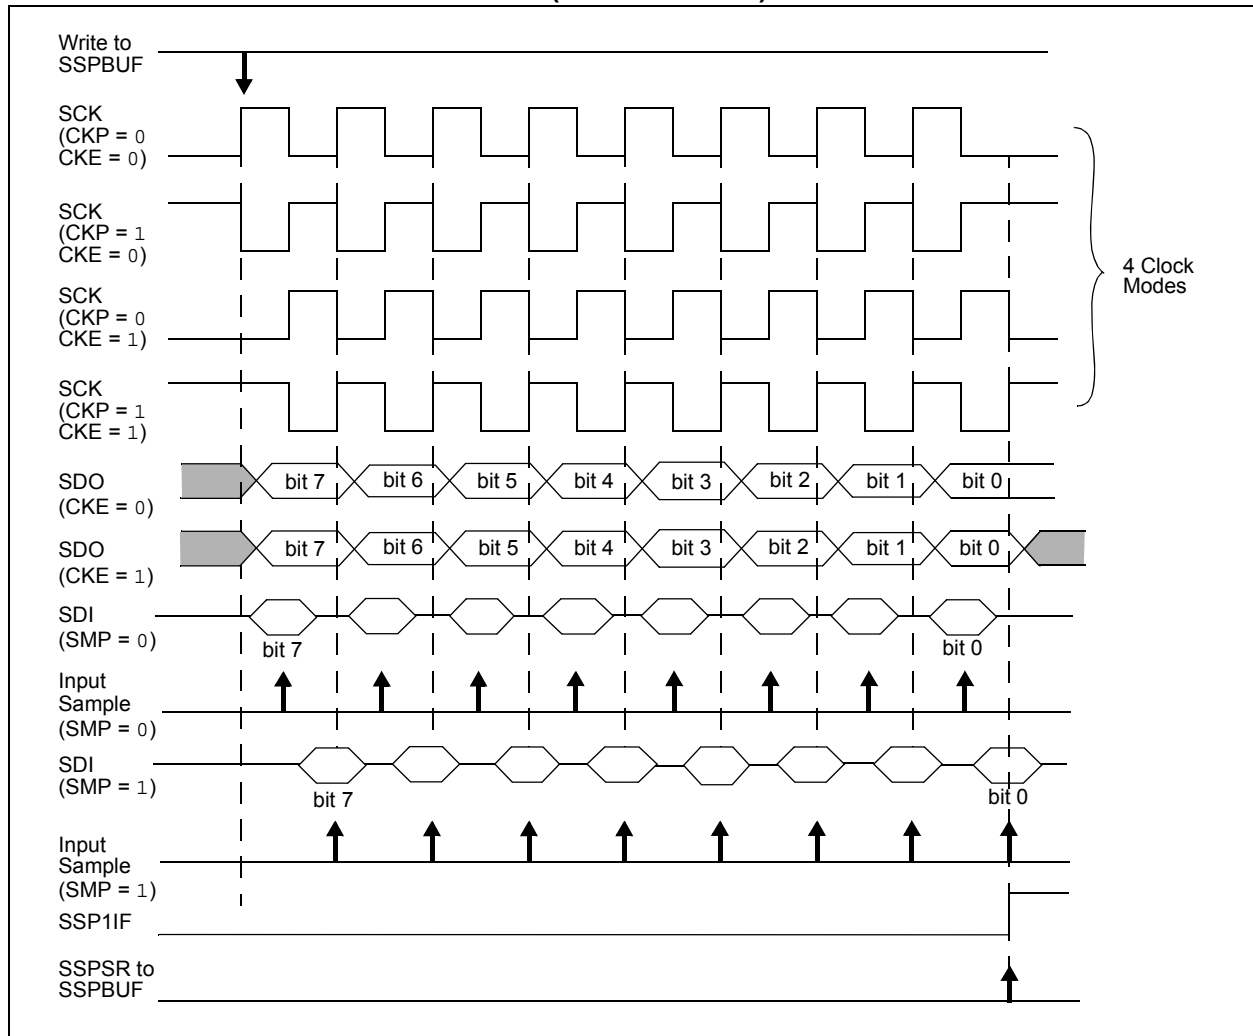 Write to
SSPBUF
SCK
(CKP = 0
CKE = 0)
SCK
(CKP = 1
CKE = 0)
SCK
(CKP = 0
CKE = 1)
SCK
(CKP = 1
CKE = 1)
4 Clock
Modes
SDO
(CKE = 0)
bit 7 bit 6 bit 5 bit 4 bit 3 bit 2 bit 1 bit 0
SDO
(CKE = 1)
bit 7 bit 6 bit 5 bit 4 bit 3 bit 2 bit 1 bit 0
SDI
(SMP = 0)
bit 7 bit 0
Input
Sample
(SMP = 0)
SDI
(SMP = 1)
bit 7 bit 0
Input
Sample
(SMP = 1)
SSP1IF
SSPSR to
SSPBUF